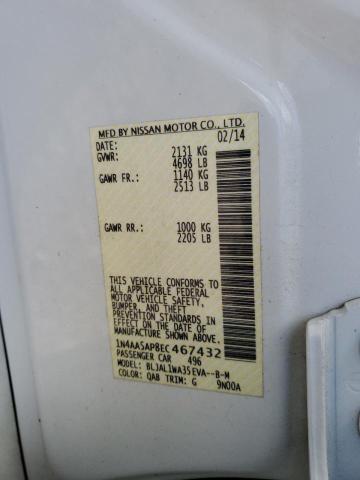 MFD BY NISSAN MOTOR CO., LTD.
DATE: 02/14
GVWR: 2131 KG
4698 LB
GAWR FR.: 1140 KG
2513 LB
GAWR RR.: 1000 KG
2205 LB
THIS VEHICLE CONFORMS TO
ALL APPLICABLE FEDERAL
MOTOR VEHICLE SAFETY,
BUMPER, AND THEFT
PREVENTION STANDARDS
IN EFFECT ON THE DATE OF
MANUFACTURE SHOWN ABOVE.
1N4AA5AP8EC467432
PASSENGER CAR 496
MODEL: BLJAL1WA35EVA--B-M
COLOR: QAB TRIM: G 9N00A